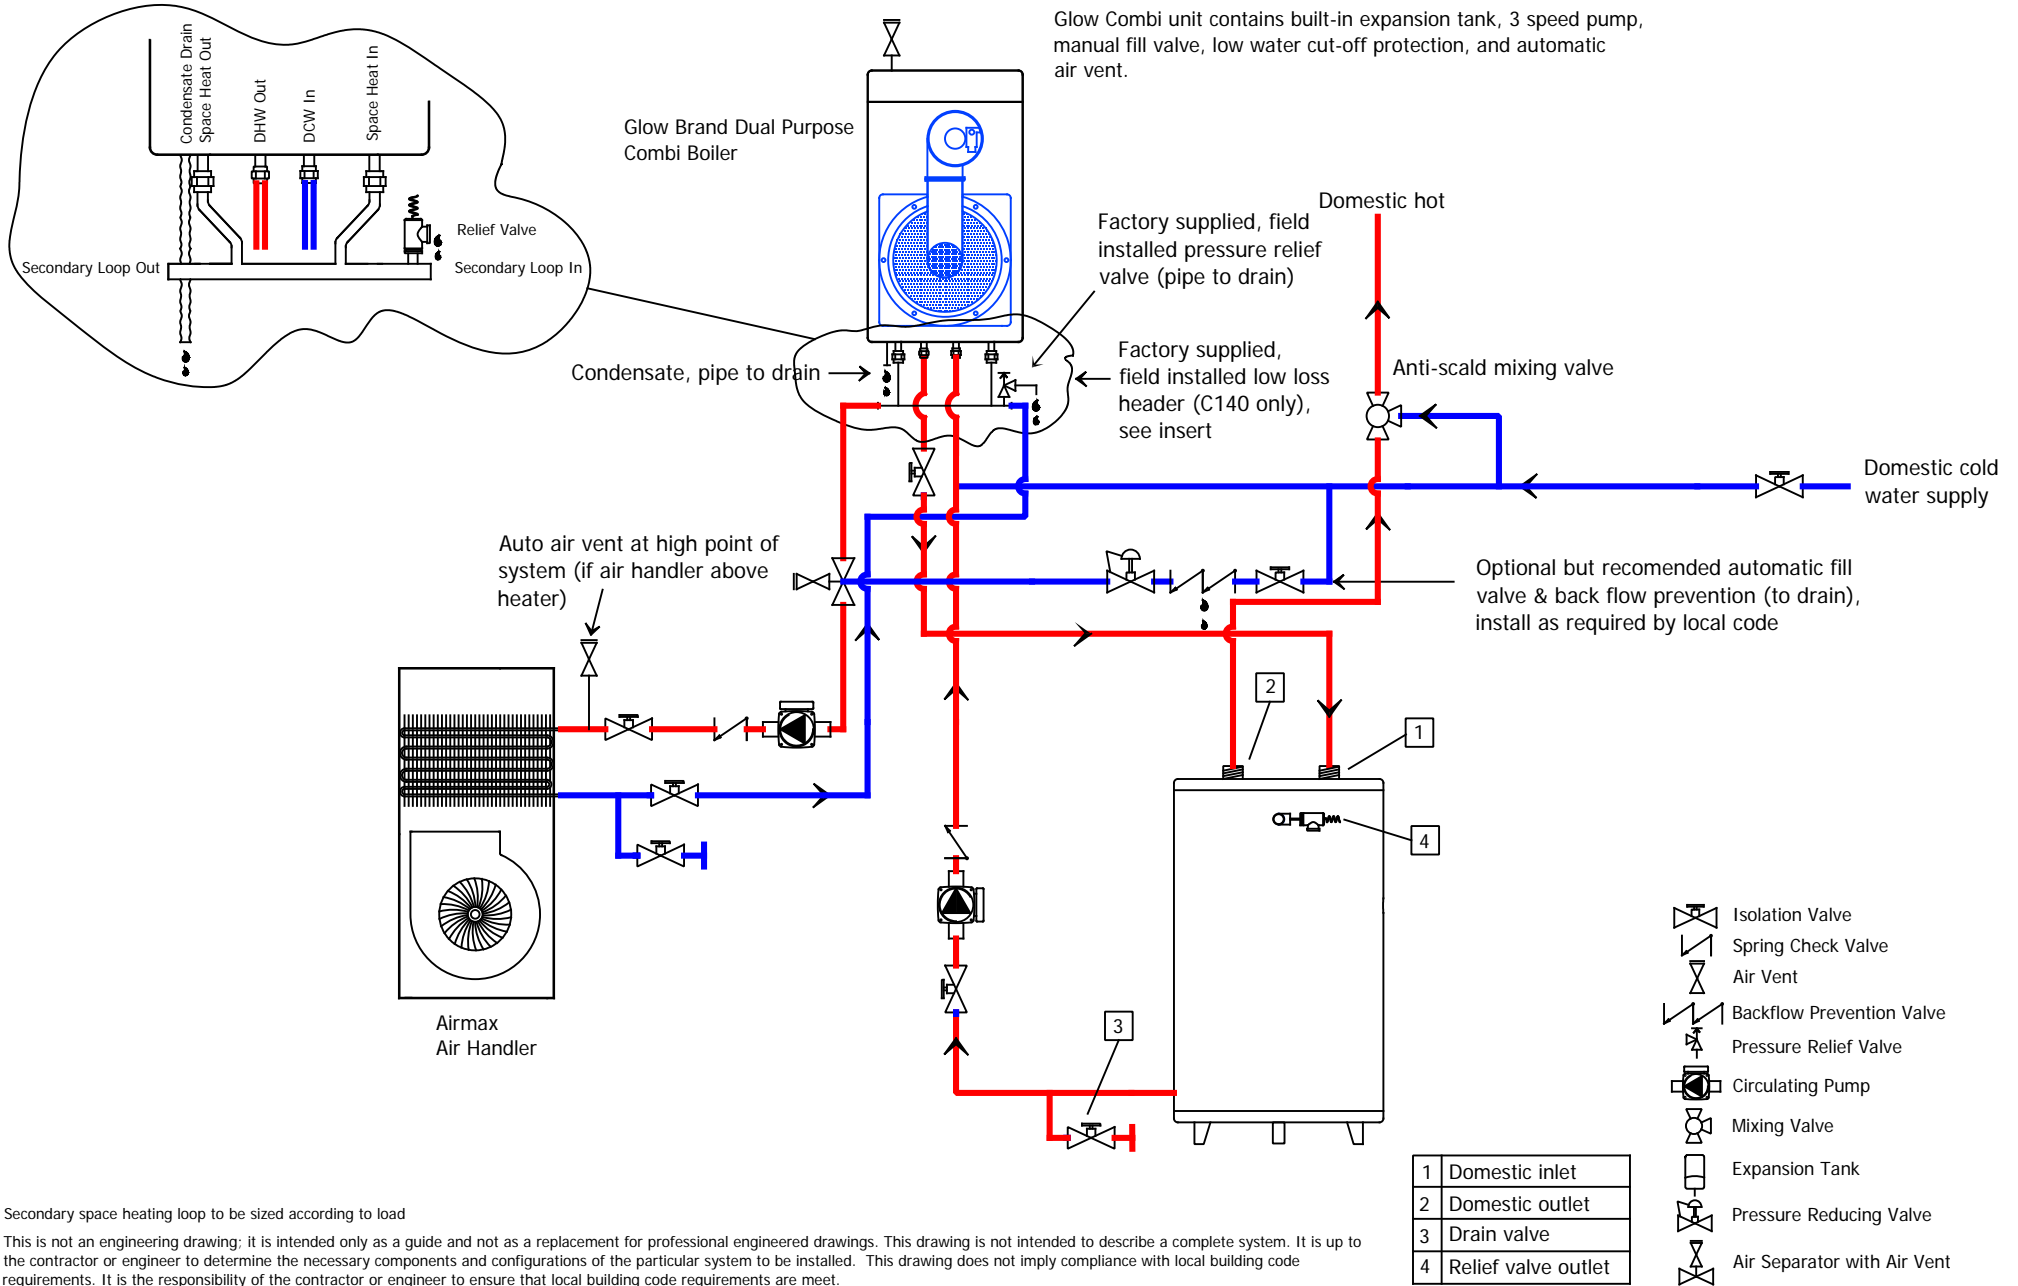 Glow Combi unit contains built-in expansion tank, 3 speed pump,
manual fill valve, low water cut-off protection, and automatic
air vent.
Condensate Drain
Space Heat Out
DHW Out
DCW In
Space Heat In
Relief Valve
Secondary Loop Out
Secondary Loop In
Glow Brand Dual Purpose
Combi Boiler
Domestic hot
Factory supplied, field
installed pressure relief
valve (pipe to drain)
Condensate, pipe to drain
Factory supplied,
field installed low loss
header (C140 only),
see insert
Anti-scald mixing valve
Domestic cold
water supply
Auto air vent at high point of
system (if air handler above
heater)
Optional but recomended automatic fill
valve & back flow prevention (to drain),
install as required by local code
2
1
4
3
Airmax
Air Handler
Isolation Valve
Spring Check Valve
Air Vent
Backflow Prevention Valve
Pressure Relief Valve
Circulating Pump
Mixing Valve
Expansion Tank
Pressure Reducing Valve
Air Separator with Air Vent
1 Domestic inlet
2 Domestic outlet
3 Drain valve
4 Relief valve outlet
Secondary space heating loop to be sized according to load
This is not an engineering drawing; it is intended only as a guide and not as a replacement for professional engineered drawings. This drawing is not intended to describe a complete system. It is up to
the contractor or engineer to determine the necessary components and configurations of the particular system to be installed. This drawing does not imply compliance with local building code
requirements. It is the responsibility of the contractor or engineer to ensure that local building code requirements are meet.